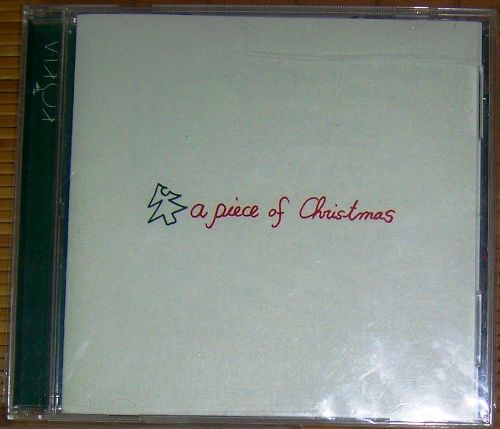 KOKIA
a piece of Christmas